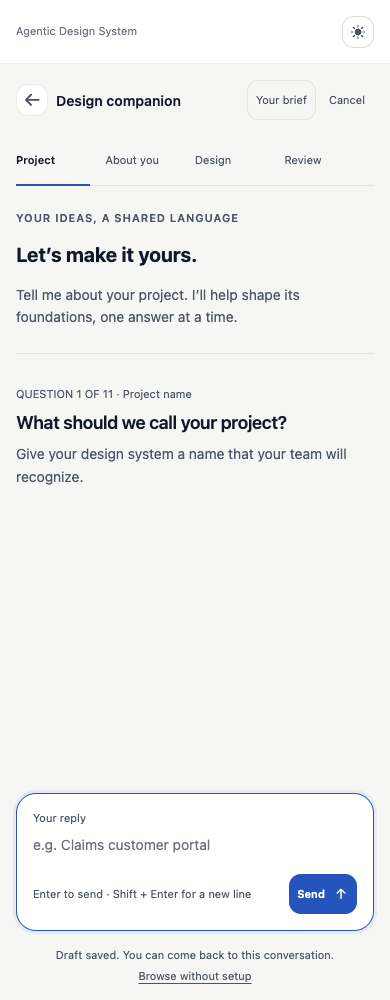 Agentic Design System
Design companion
Your brief
Cancel
Project
About you
Design
Review
YOUR IDEAS, A SHARED LANGUAGE
Let’s make it yours.
Tell me about your project. I’ll help shape its
foundations, one answer at a time.
QUESTION 1 OF 11 · Project name
What should we call your project?
Give your design system a name that your team will
recognize.
Your reply
e.g. Claims customer portal
Enter to send · Shift + Enter for a new line
Send
Draft saved. You can come back to this conversation.
Browse without setup